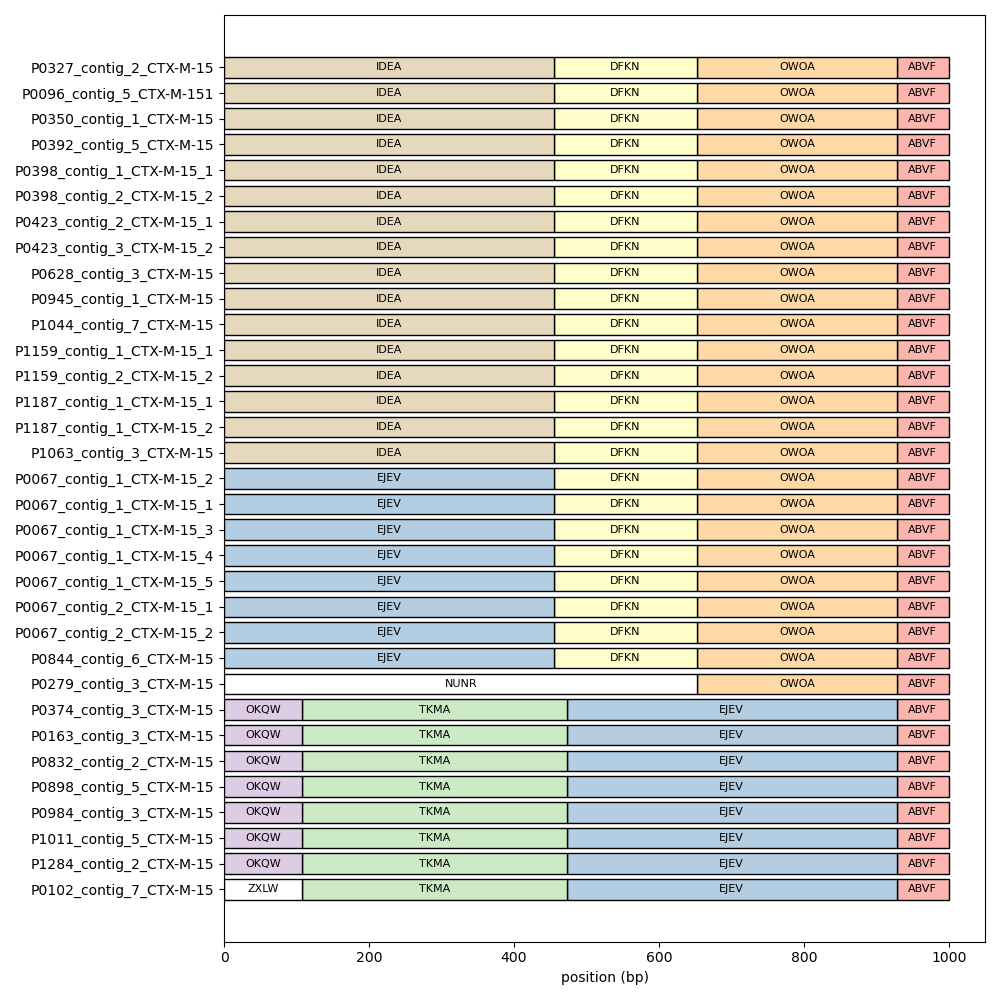 P0327_contig_2_CTX-M-15 IDEA DFKN OWOA ABVF
P0096_contig_5_CTX-M-151 IDEA DFKN OWOA ABVF
P0350_contig_1_CTX-M-15 IDEA DFKN OWOA ABVF
P0392_contig_5_CTX-M-15 IDEA DFKN OWOA ABVF
P0398_contig_1_CTX-M-15_1 IDEA DFKN OWOA ABVF
P0398_contig_2_CTX-M-15_2 IDEA DFKN OWOA ABVF
P0423_contig_2_CTX-M-15_1 IDEA DFKN OWOA ABVF
P0423_contig_3_CTX-M-15_2 IDEA DFKN OWOA ABVF
P0628_contig_3_CTX-M-15 IDEA DFKN OWOA ABVF
P0945_contig_1_CTX-M-15 IDEA DFKN OWOA ABVF
P1044_contig_7_CTX-M-15 IDEA DFKN OWOA ABVF
P1159_contig_1_CTX-M-15_1 IDEA DFKN OWOA ABVF
P1159_contig_2_CTX-M-15_2 IDEA DFKN OWOA ABVF
P1187_contig_1_CTX-M-15_1 IDEA DFKN OWOA ABVF
P1187_contig_1_CTX-M-15_2 IDEA DFKN OWOA ABVF
P1063_contig_3_CTX-M-15 IDEA DFKN OWOA ABVF
P0067_contig_1_CTX-M-15_2 EJEV DFKN OWOA ABVF
P0067_contig_1_CTX-M-15_1 EJEV DFKN OWOA ABVF
P0067_contig_1_CTX-M-15_3 EJEV DFKN OWOA ABVF
P0067_contig_1_CTX-M-15_4 EJEV DFKN OWOA ABVF
P0067_contig_1_CTX-M-15_5 EJEV DFKN OWOA ABVF
P0067_contig_2_CTX-M-15_1 EJEV DFKN OWOA ABVF
P0067_contig_2_CTX-M-15_2 EJEV DFKN OWOA ABVF
P0844_contig_6_CTX-M-15 EJEV DFKN OWOA ABVF
P0279_contig_3_CTX-M-15 NUNR OWOA ABVF
P0374_contig_3_CTX-M-15 OKQW TKMA EJEV ABVF
P0163_contig_3_CTX-M-15 OKQW TKMA EJEV ABVF
P0832_contig_2_CTX-M-15 OKQW TKMA EJEV ABVF
P0898_contig_5_CTX-M-15 OKQW TKMA EJEV ABVF
P0984_contig_3_CTX-M-15 OKQW TKMA EJEV ABVF
P1011_contig_5_CTX-M-15 OKQW TKMA EJEV ABVF
P1284_contig_2_CTX-M-15 OKQW TKMA EJEV ABVF
P0102_contig_7_CTX-M-15 ZXLW TKMA EJEV ABVF
0 200 400 600 800 1000
position (bp)